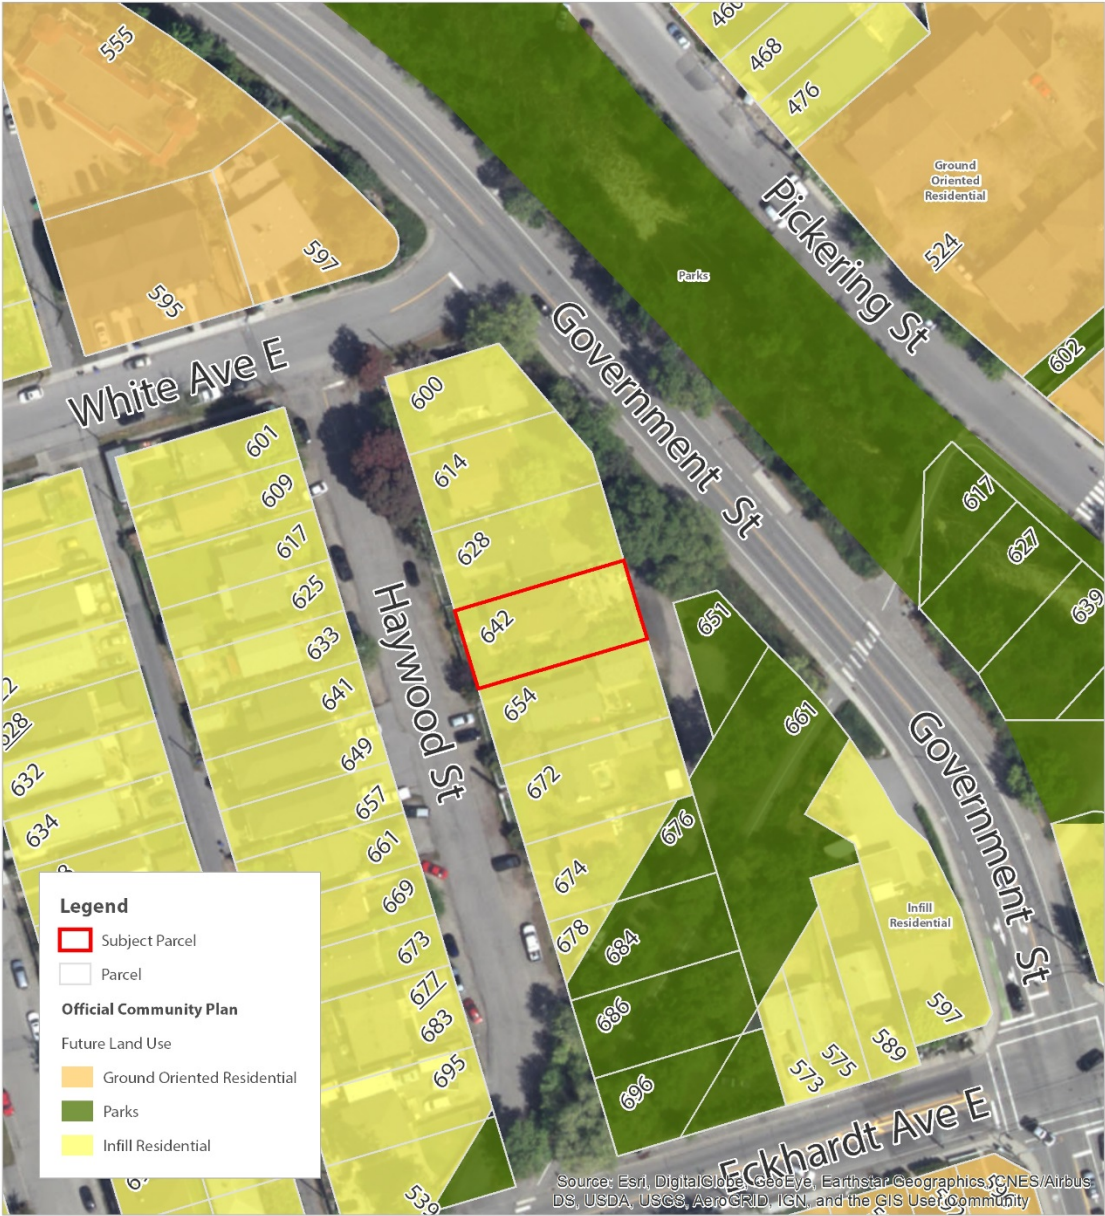 555
460
468
476
Ground
Oriented
Residential
524
Pickering St
Parks
597
595
602
Government St
White Ave E
600
601
614
609
617
617
628
627
625
639
642
633
651
Haywood St
641
654
661
Government St
628
649
632
672
657
634
676
661
674
669
Infill
Residential
678
684
673
677
686
683
597
589
575
573
695
696
Eckhardt Ave E
539
Legend
Subject Parcel
Parcel
Official Community Plan
Future Land Use
Ground Oriented Residential
Parks
Infill Residential
Source: Esri, DigitalGlobe, GeoEye, Earthstar Geographics, CNES/Airbus
DS, USDA, USGS, AeroGRID, IGN, and the GIS User Community